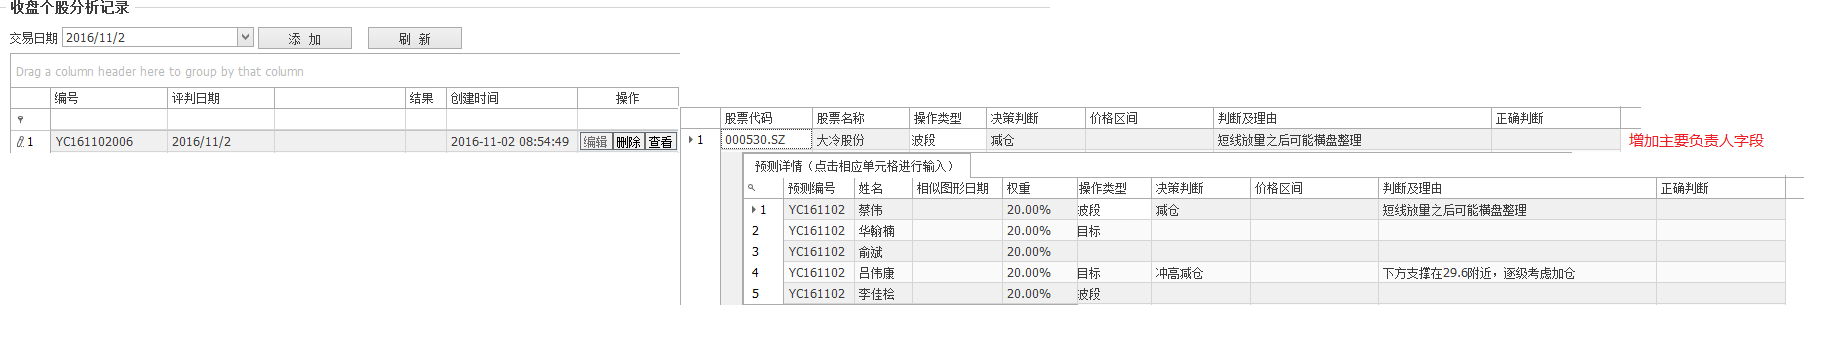 收盘个股分析记录
交易日期 2016/11/2 添 加 刷 新
Drag a column header here to group by that column
编号 评判日期 结果 创建时间 操作
1 YC161102006 2016/11/2 2016-11-02 08:54:49 编辑 删除 查看
股票代码 股票名称 操作类型 决策判断 价格区间 判断及理由 正确判断
1 000530.SZ 大冷股份 波段 减仓 短线放量之后可能横盘整理 增加主要负责人字段
预测详情（点击相应单元格进行输入）
预测编号 姓名 相似图形日期 权重 操作类型 决策判断 价格区间 判断及理由 正确判断
1 YC161102 蔡伟 20.00% 波段 减仓 短线放量之后可能横盘整理
2 YC161102 华翰楠 20.00% 目标
3 YC161102 俞斌 20.00%
4 YC161102 吕伟康 20.00% 目标 冲高减仓 下方支撑在29.6附近，逐级考虑加仓
5 YC161102 李佳桧 20.00% 波段